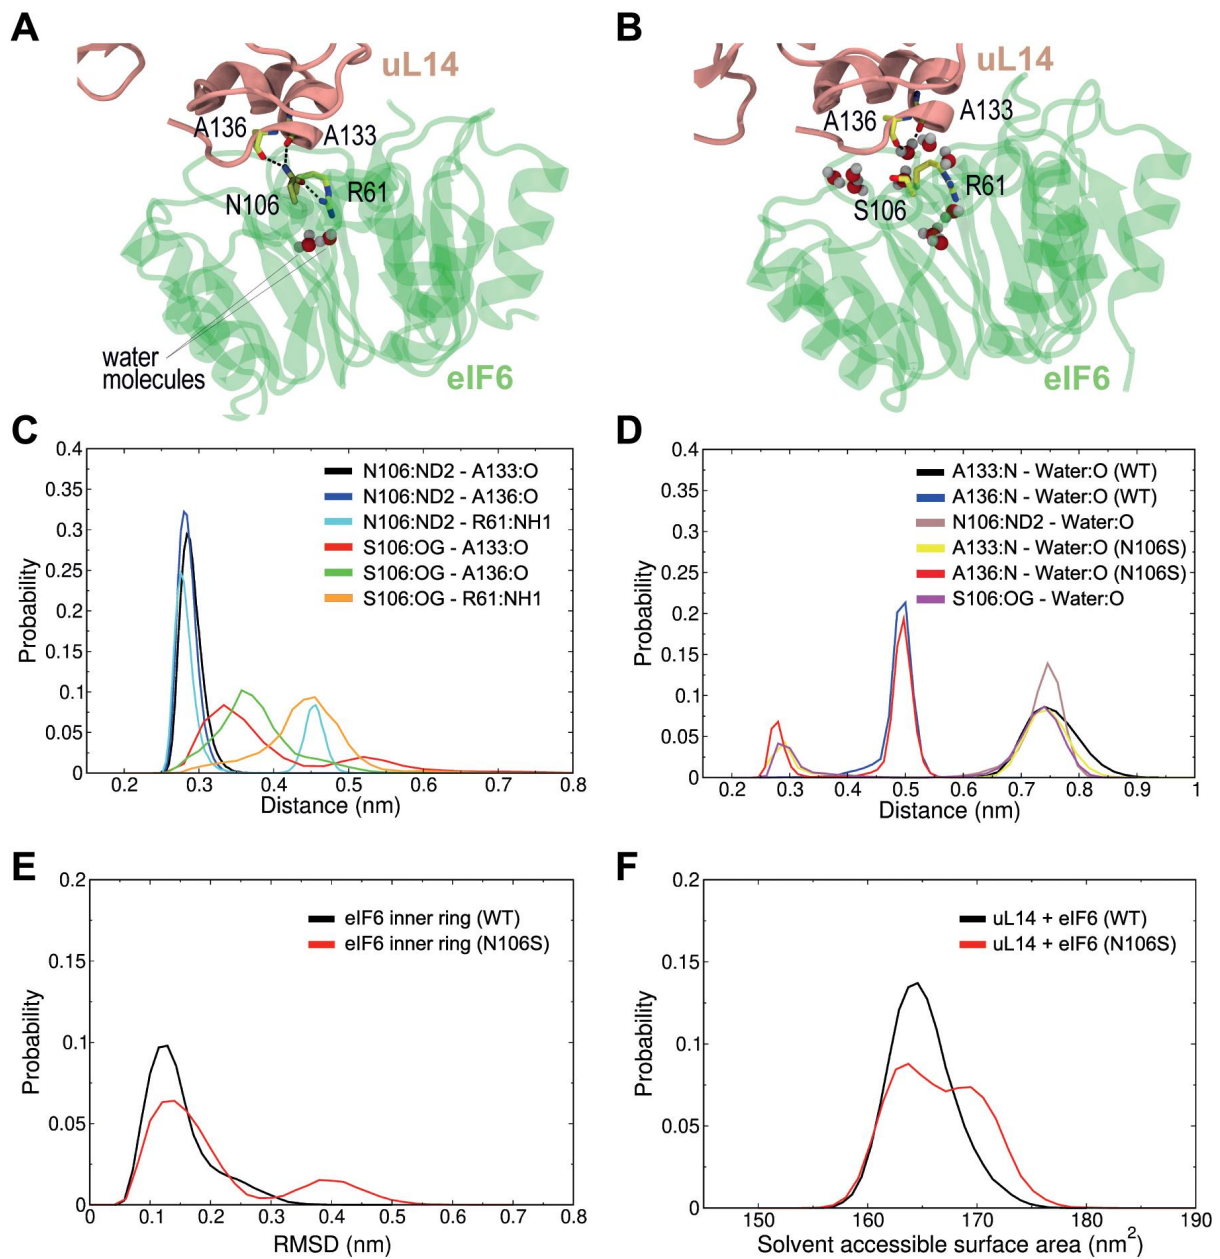 A
uL14
A136
A133
N106
R61
water
molecules
eIF6
B
uL14
A136
A133
S106
R61
eIF6
C
0.4
0.35
0.3
0.25
0.2
0.15
0.1
0.05
0
Probability
N106:ND2 - A133:O
N106:ND2 - A136:O
N106:ND2 - R61:NH1
S106:OG - A133:O
S106:OG - A136:O
S106:OG - R61:NH1
0.2 0.3 0.4 0.5 0.6 0.7 0.8
Distance (nm)
D
0.4
0.35
0.3
0.25
0.2
0.15
0.1
0.05
0
Probability
A133:N - Water:O (WT)
A136:N - Water:O (WT)
N106:ND2 - Water:O
A133:N - Water:O (N106S)
A136:N - Water:O (N106S)
S106:OG - Water:O
0.2 0.3 0.4 0.5 0.6 0.7 0.8 0.9 1
Distance (nm)
E
0.2
0.15
0.1
0.05
0
Probability
eIF6 inner ring (WT)
eIF6 inner ring (N106S)
0 0.1 0.2 0.3 0.4 0.5 0.6 0.7 0.8
RMSD (nm)
F
0.2
0.15
0.1
0.05
0
Probability
uL14 + eIF6 (WT)
uL14 + eIF6 (N106S)
150 160 170 180 190
Solvent accessible surface area (nm²)